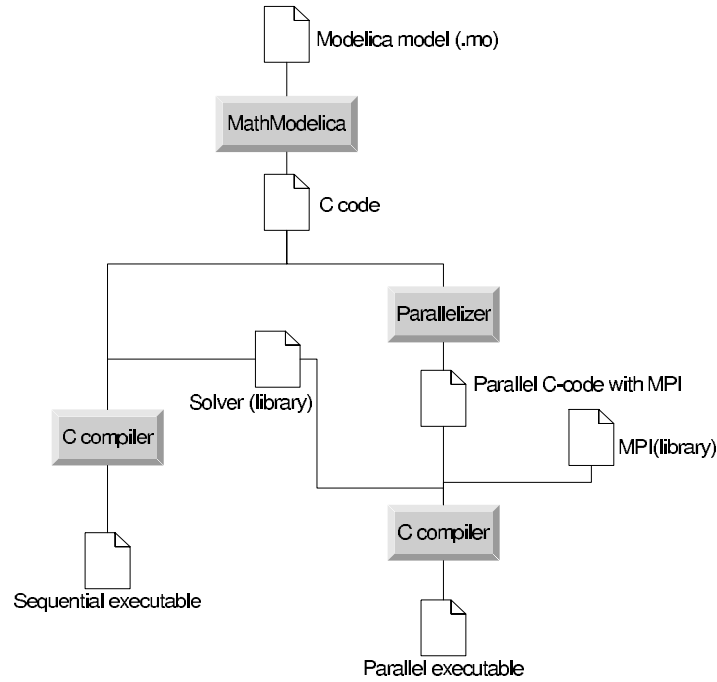 Modelica model (.mo)
MathModelica
C code
Parallelizer
Solver (library)
Parallel C-code with MPI
C compiler
MPI(library)
C compiler
Sequential executable
Parallel executable